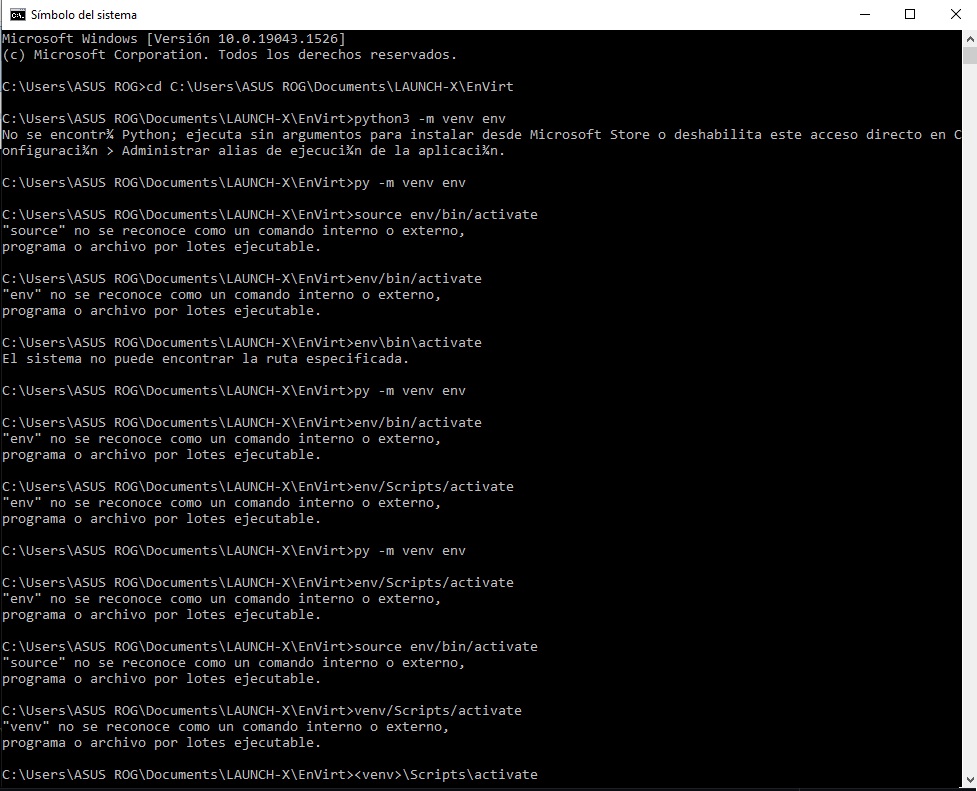 Símbolo del sistema
Microsoft Windows [Versión 10.0.19043.1526]
(c) Microsoft Corporation. Todos los derechos reservados.
C:\Users\ASUS ROG>cd C:\Users\ASUS ROG\Documents\LAUNCH-X\EnVirt
C:\Users\ASUS ROG\Documents\LAUNCH-X\EnVirt>python3 -m venv env
No se encontr¾ Python; ejecuta sin argumentos para instalar desde Microsoft Store o deshabilita este acceso directo en C
onfiguraci¾n > Administrar alias de ejecuci¾n de la aplicaci¾n.
C:\Users\ASUS ROG\Documents\LAUNCH-X\EnVirt>py -m venv env
C:\Users\ASUS ROG\Documents\LAUNCH-X\EnVirt>source env/bin/activate
"source" no se reconoce como un comando interno o externo,
programa o archivo por lotes ejecutable.
C:\Users\ASUS ROG\Documents\LAUNCH-X\EnVirt>env/bin/activate
"env" no se reconoce como un comando interno o externo,
programa o archivo por lotes ejecutable.
C:\Users\ASUS ROG\Documents\LAUNCH-X\EnVirt>env\bin\activate
El sistema no puede encontrar la ruta especificada.
C:\Users\ASUS ROG\Documents\LAUNCH-X\EnVirt>py -m venv env
C:\Users\ASUS ROG\Documents\LAUNCH-X\EnVirt>env/bin/activate
"env" no se reconoce como un comando interno o externo,
programa o archivo por lotes ejecutable.
C:\Users\ASUS ROG\Documents\LAUNCH-X\EnVirt>env/Scripts/activate
"env" no se reconoce como un comando interno o externo,
programa o archivo por lotes ejecutable.
C:\Users\ASUS ROG\Documents\LAUNCH-X\EnVirt>py -m venv env
C:\Users\ASUS ROG\Documents\LAUNCH-X\EnVirt>env/Scripts/activate
"env" no se reconoce como un comando interno o externo,
programa o archivo por lotes ejecutable.
C:\Users\ASUS ROG\Documents\LAUNCH-X\EnVirt>source env/bin/activate
"source" no se reconoce como un comando interno o externo,
programa o archivo por lotes ejecutable.
C:\Users\ASUS ROG\Documents\LAUNCH-X\EnVirt>venv/Scripts/activate
"venv" no se reconoce como un comando interno o externo,
programa o archivo por lotes ejecutable.
C:\Users\ASUS ROG\Documents\LAUNCH-X\EnVirt><venv>\Scripts\activate